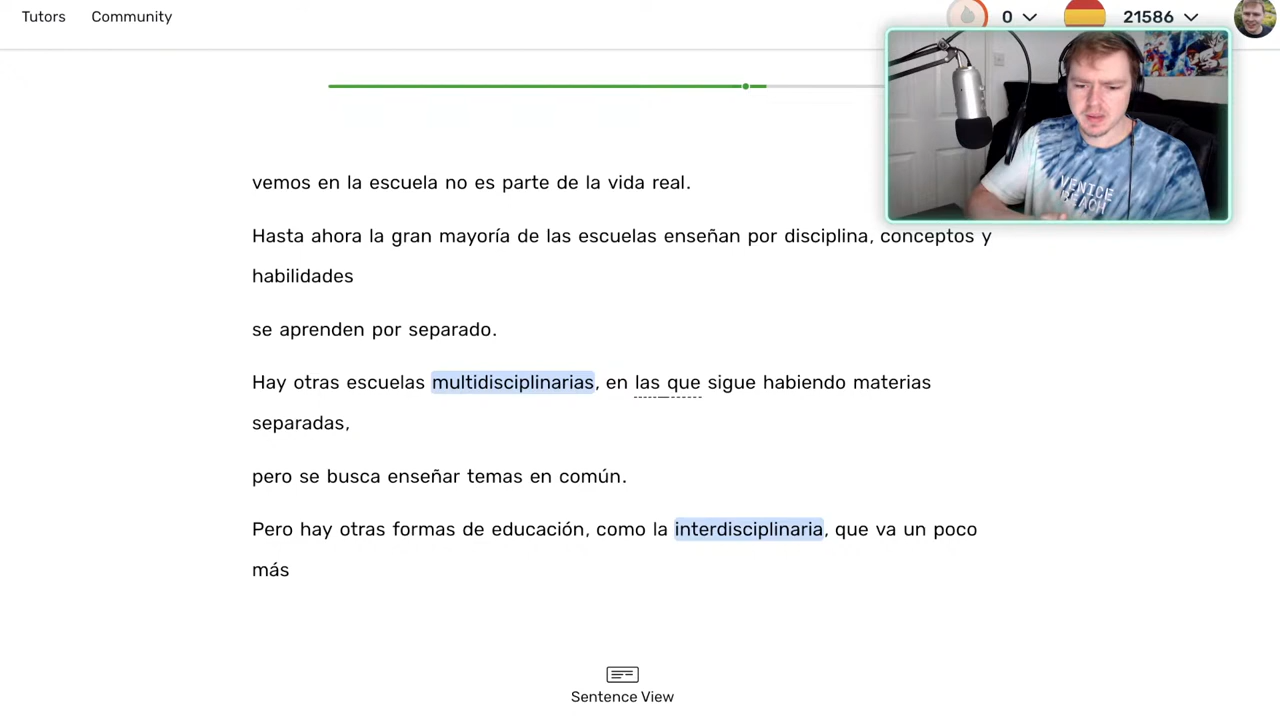 Tutors Community 0 21586
VENICE
BEACH
vemos en la escuela no es parte de la vida real.
Hasta ahora la gran mayoría de las escuelas enseñan por disciplina, conceptos y
habilidades
se aprenden por separado.
Hay otras escuelas multidisciplinarias, en las que sigue habiendo materias
separadas,
pero se busca enseñar temas en común.
Pero hay otras formas de educación, como la interdisciplinaria, que va un poco
más
Sentence View